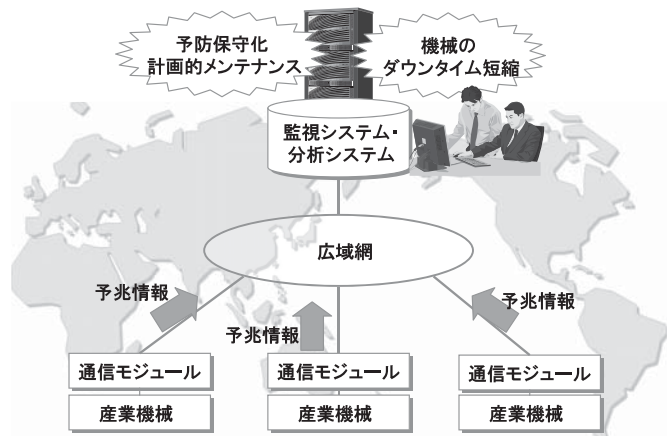 予防保守化
計画的メンテナンス
機械の
ダウンタイム短縮
監視システム・
分析システム
広域網
予兆情報
予兆情報
予兆情報
通信モジュール
通信モジュール
通信モジュール
産業機械
産業機械
産業機械